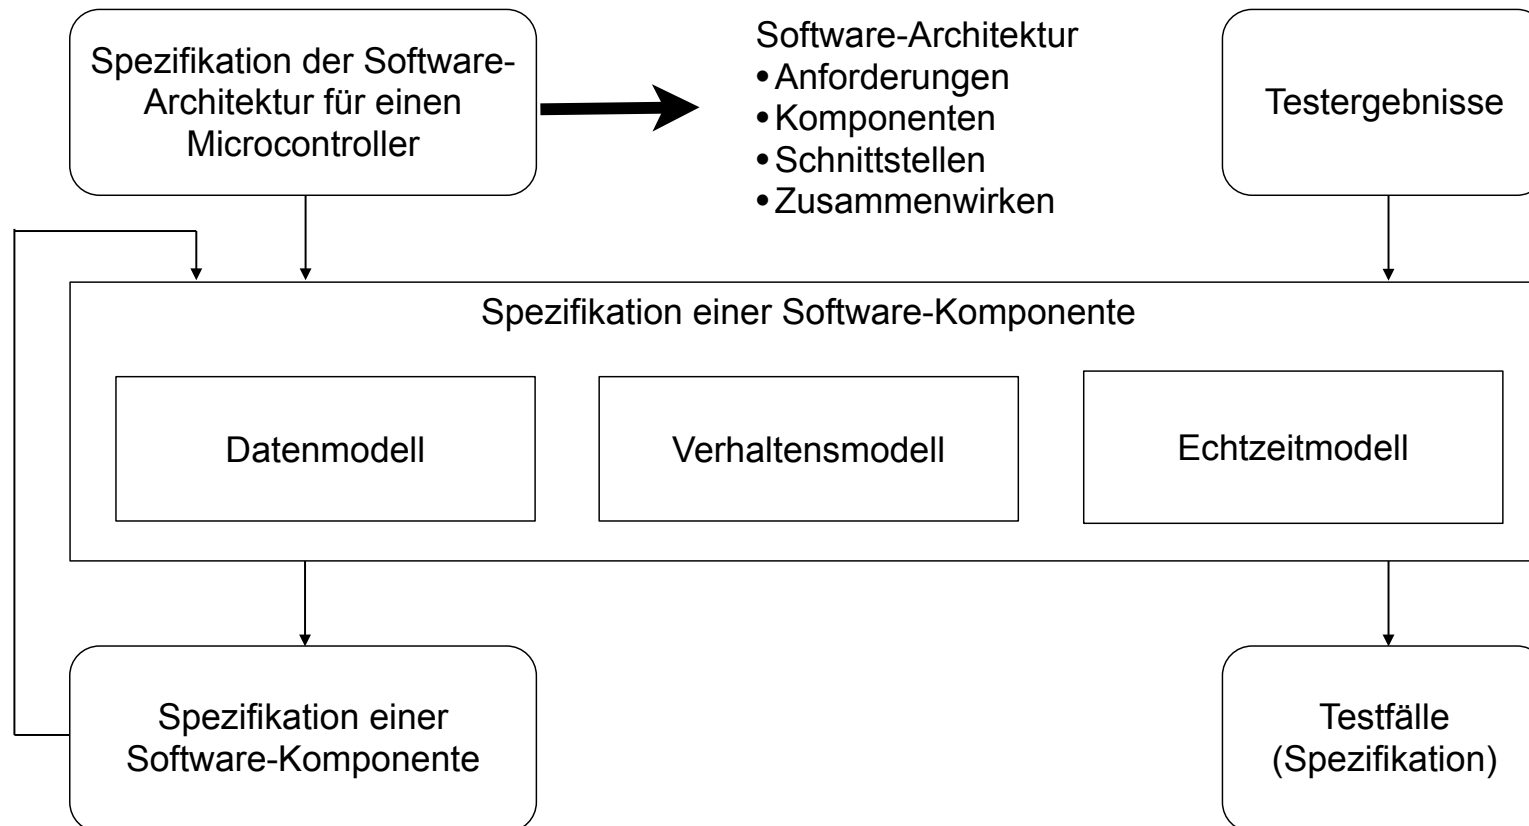 Spezifikation der Software-
Architektur für einen
Microcontroller
Software-Architektur
• Anforderungen
• Komponenten
• Schnittstellen
• Zusammenwirken
Testergebnisse
Spezifikation einer Software-Komponente
Datenmodell
Verhaltensmodell
Echtzeitmodell
Spezifikation einer
Software-Komponente
Testfälle
(Spezifikation)